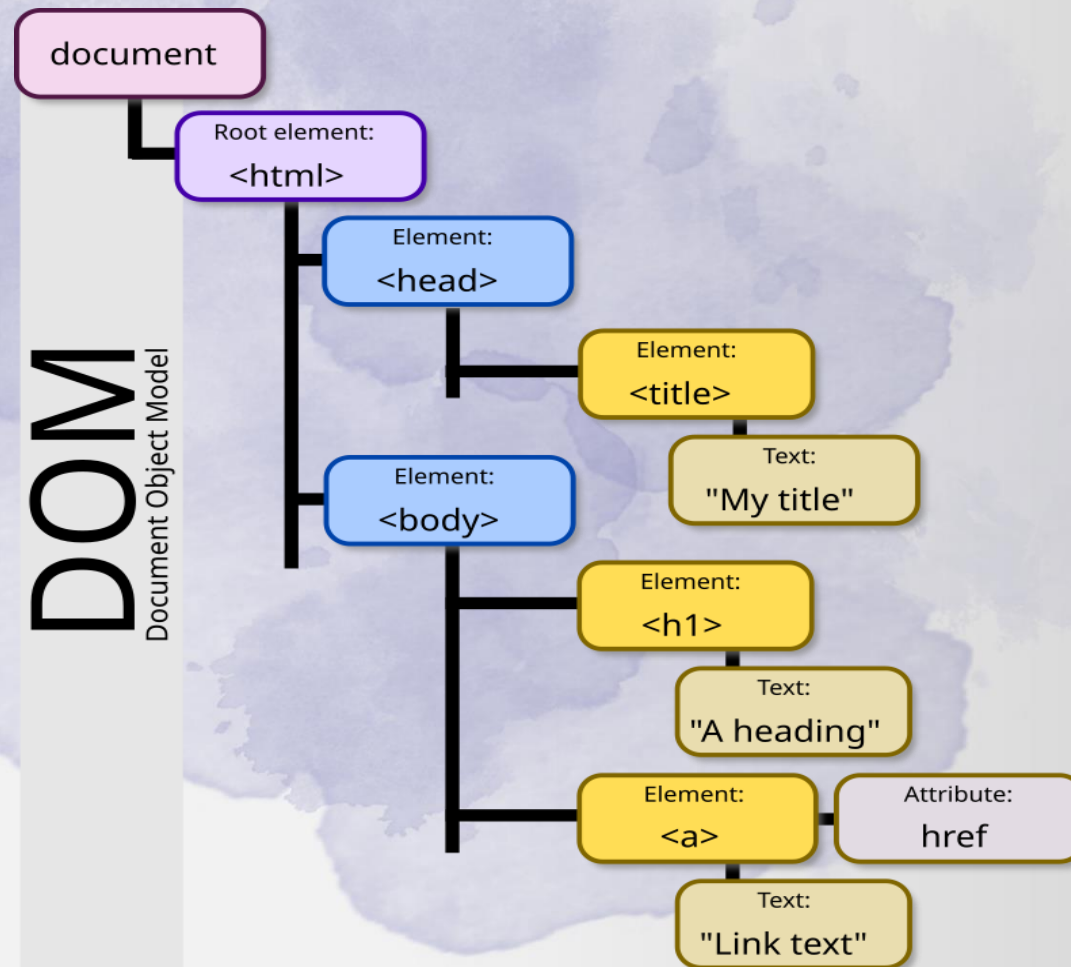 document
Root element:
<html>
Element:
<head>
Element:
<title>
Text:
"My title"
Element:
<body>
Element:
<h1>
Text:
"A heading"
Element:
<a>
Attribute:
href
Text:
"Link text"
DOM
Document Object Model